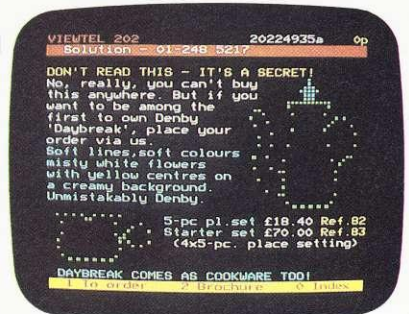 VIEWTEL 202 20224935a 0p
Solution - 01-248 5217
DON'T READ THIS - IT'S A SECRET!
No, really, you can't buy
this anywhere. But if you
want to be among the
first to own Denby
'Daybreak', place your
order via us.
Soft lines,soft colours
misty white flowers
with yellow centres on
a creamy background.
Unmistakably Denby.
5-pc pl.set £18.40 Ref.82
Starter set £70.00 Ref.83
(4x5-pc. place setting)
DAYBREAK COMES AS COOKWARE TOO!
1 To order 2 Brochure 0 Index